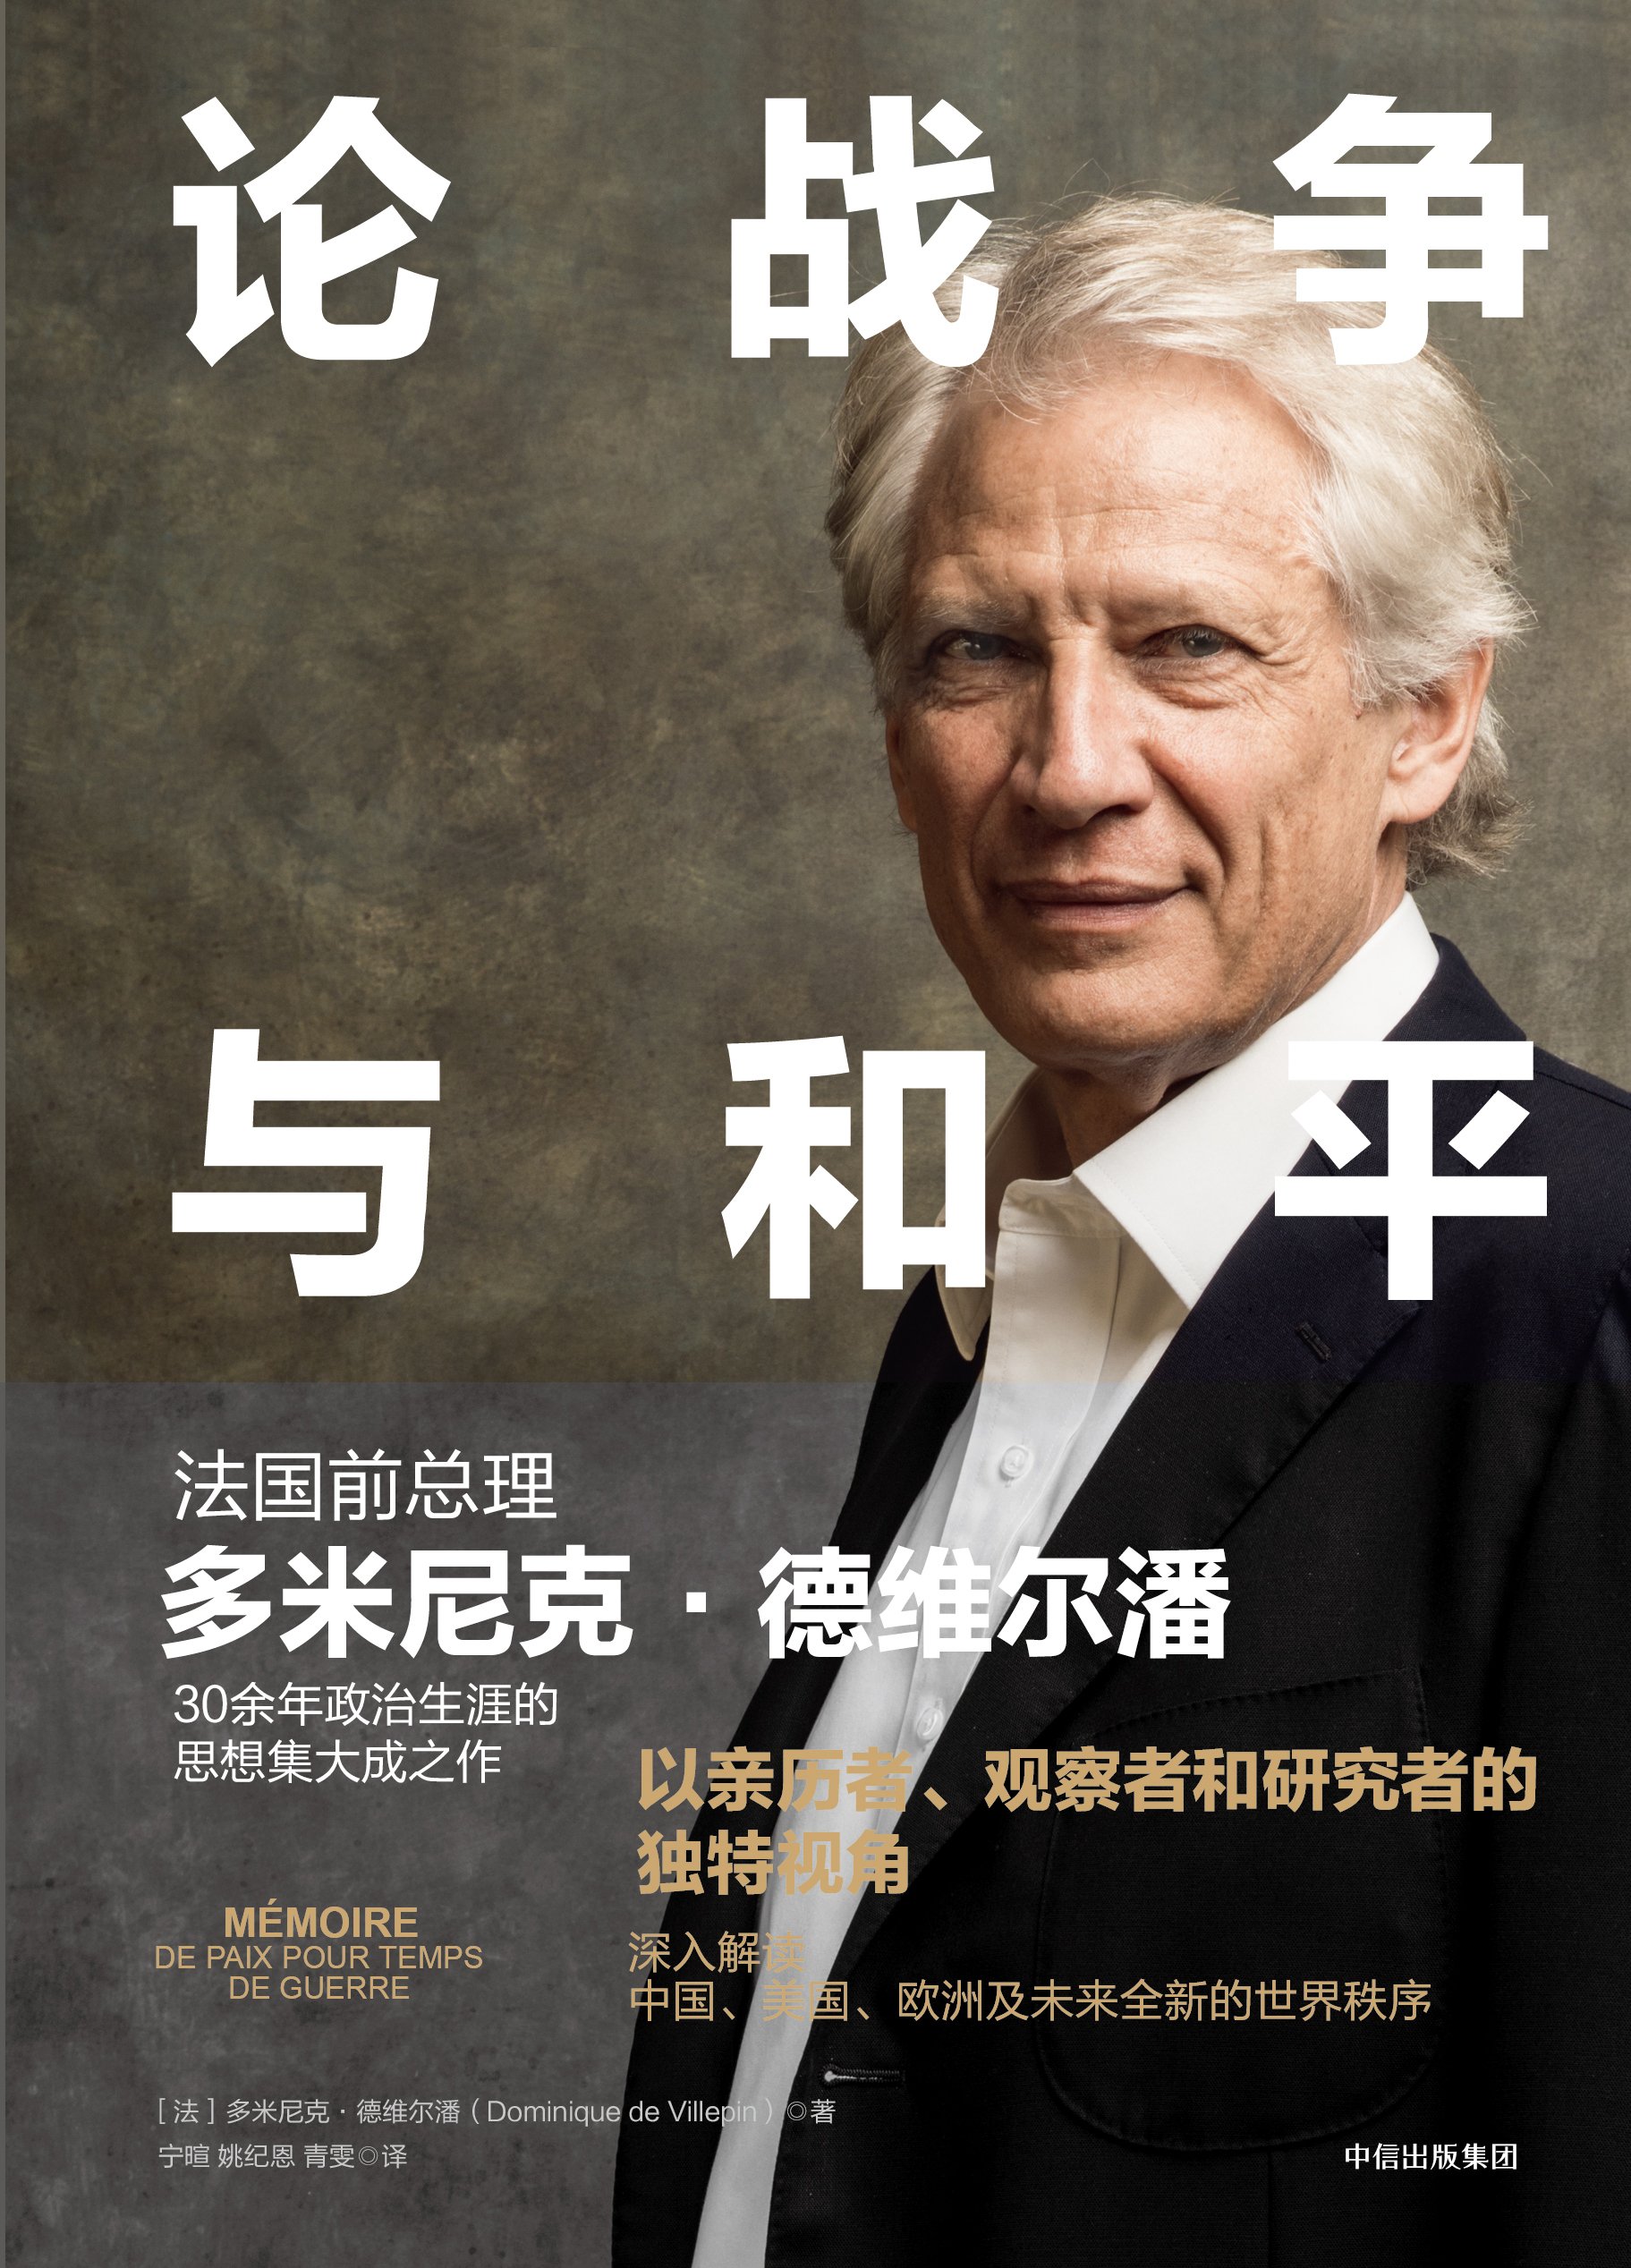 论战争
与和平
法国前总理
多米尼克·德维尔潘
30余年政治生涯的
思想集大成之作
以亲历者、观察者和研究者的
独特视角
深入解读
中国、美国、欧洲及未来全新的世界秩序
MÉMOIRE
DE PAIX POUR TEMPS
DE GUERRE
[法]多米尼克·德维尔潘（Dominique de Villepin）◎著
宁暄 姚纪恩 青雯◎译
中信出版集团